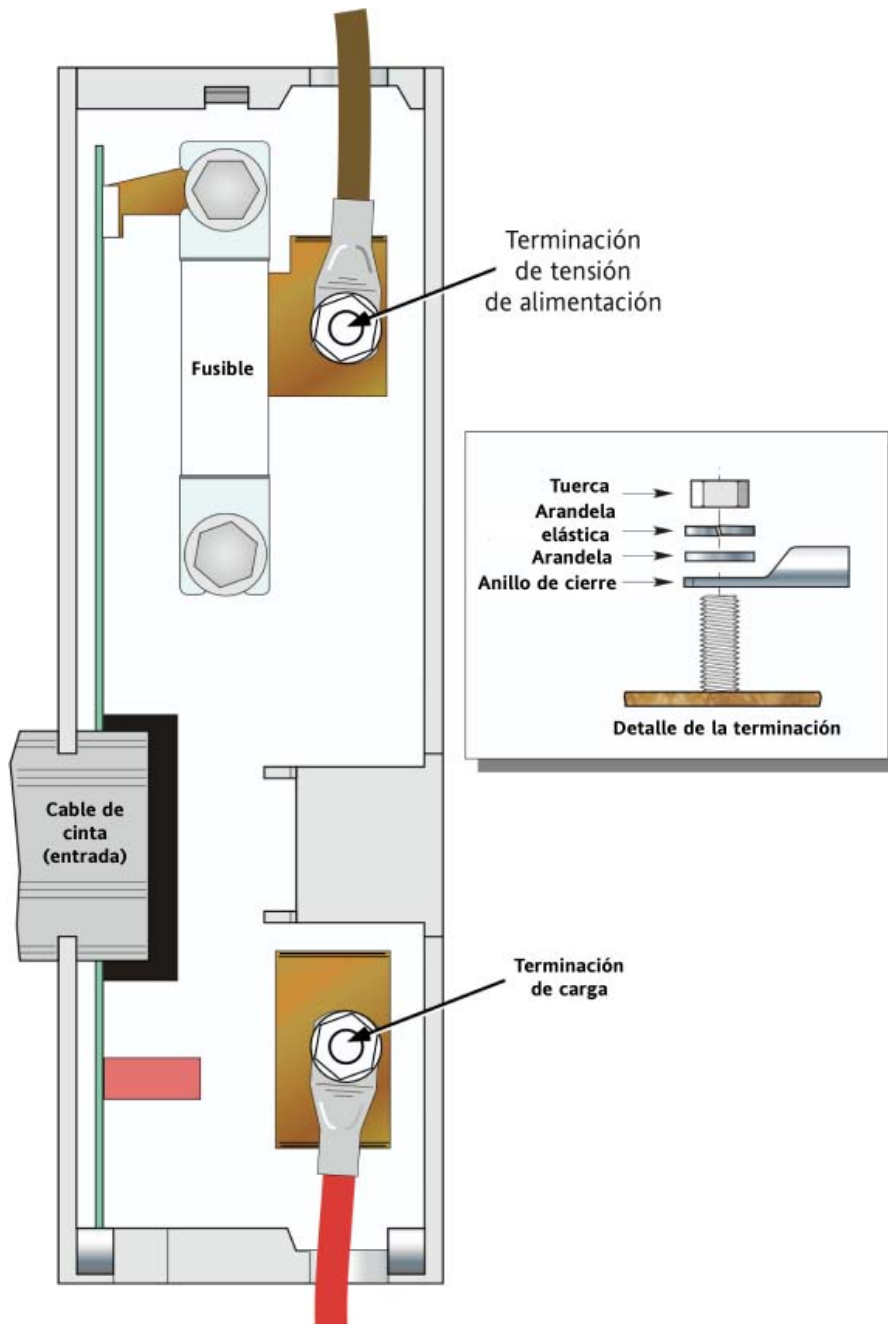 Terminación
de tensión
de alimentación
Fusible
Tuerca
Arandela
elástica
Arandela
Anillo de cierre
Detalle de la terminación
Cable de
cinta
(entrada)
Terminación
de carga